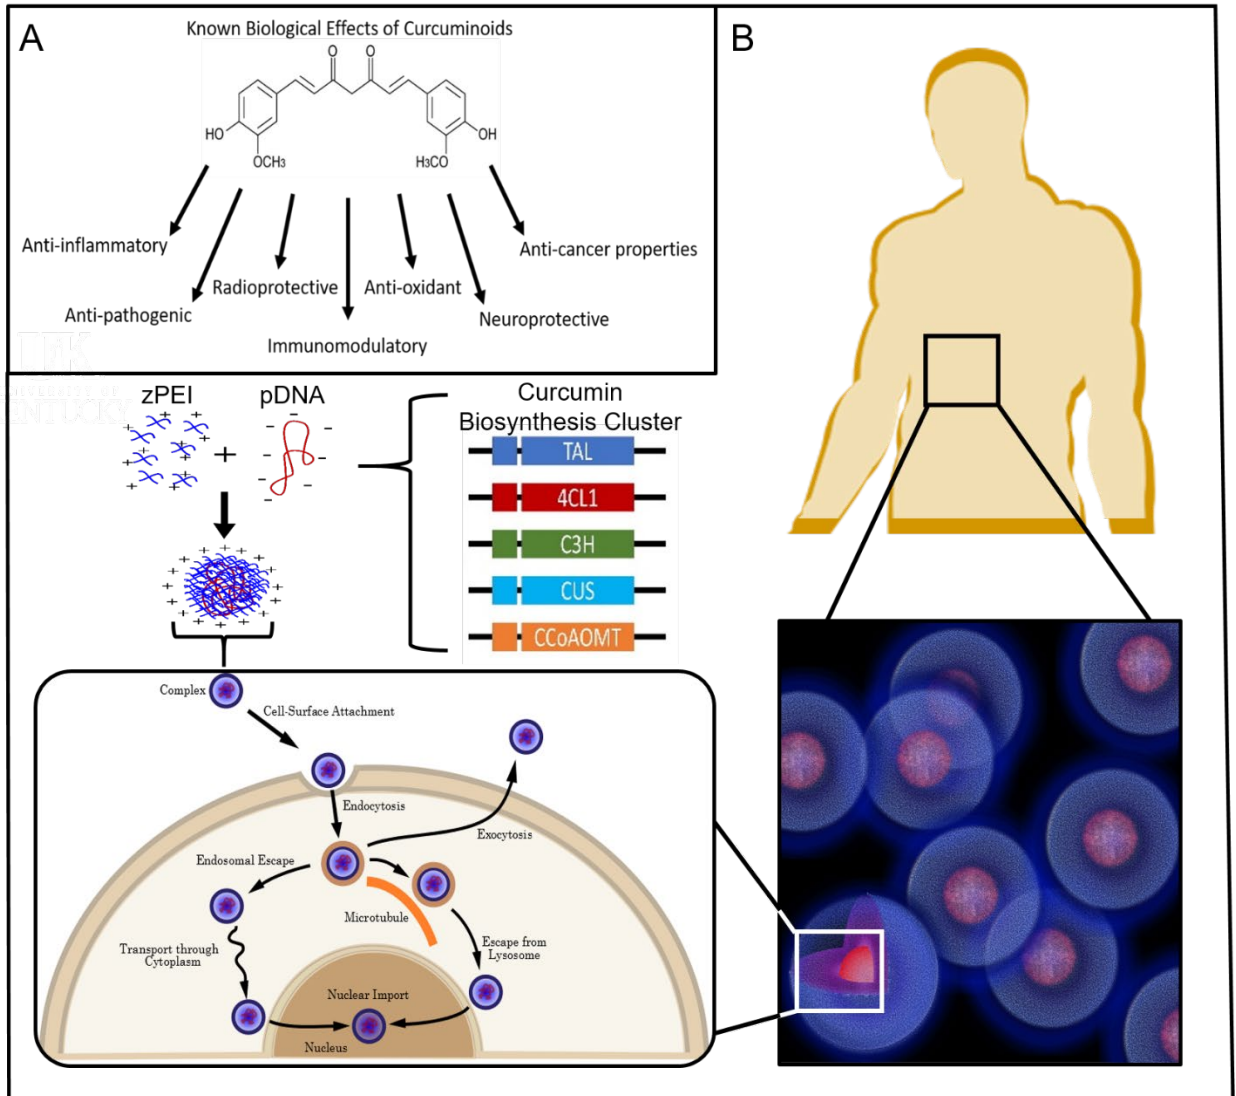 A
Known Biological Effects of Curcuminoids
O O
HO OH
OCH3 H3CO
Anti-inflammatory
Anti-cancer properties
Radioprotective
Anti-oxidant
Anti-pathogenic
Neuroprotective
Immunomodulatory
B
zPEI
+
pDNA
Curcumin
Biosynthesis Cluster
TAL
4CL1
C3H
CUS
CCoAOMT
Complex
Cell-Surface Attachment
Endocytosis
Exocytosis
Endosomal Escape
Microtubule
Transport through
Cytoplasm
Escape from
Lysosome
Nuclear Import
Nucleus